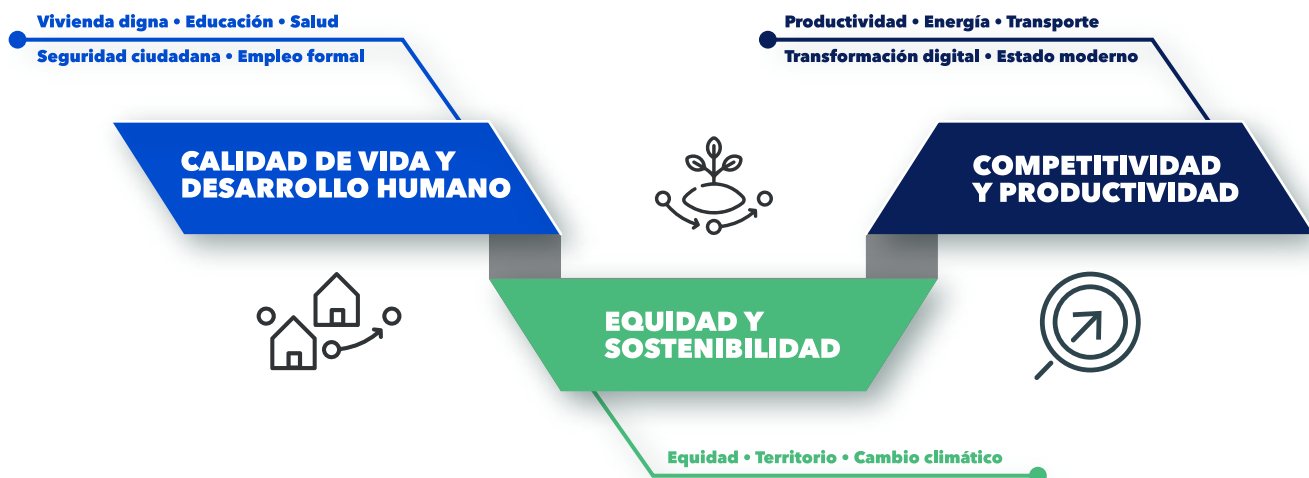 Vivienda digna • Educación • Salud
Seguridad ciudadana • Empleo formal
CALIDAD DE VIDA Y
DESARROLLO HUMANO
EQUIDAD Y
SOSTENIBILIDAD
Equidad • Territorio • Cambio climático
Productividad • Energía • Transporte
Transformación digital • Estado moderno
COMPETITIVIDAD
Y PRODUCTIVIDAD